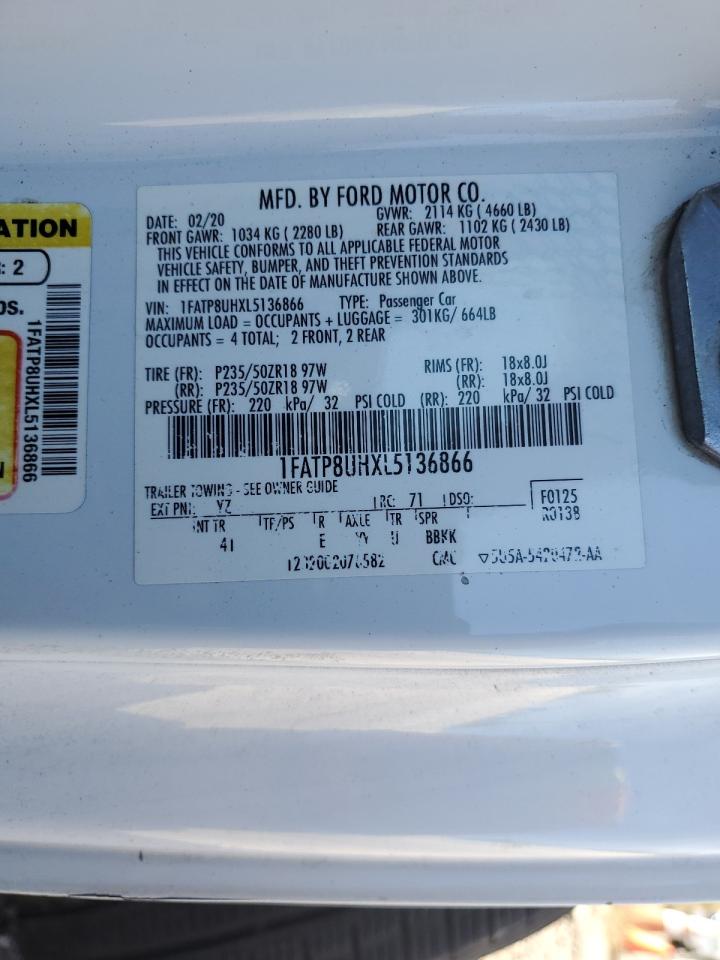 ATION
: 2
OS.
1FATP8UHXL5136866
N
MFD. BY FORD MOTOR CO.
DATE: 02/20 GVWR: 2114 KG ( 4660 LB)
FRONT GAWR: 1034 KG ( 2280 LB) REAR GAWR: 1102 KG ( 2430 LB)
THIS VEHICLE CONFORMS TO ALL APPLICABLE FEDERAL MOTOR
VEHICLE SAFETY, BUMPER, AND THEFT PREVENTION STANDARDS
IN EFFECT ON THE DATE OF MANUFACTURE SHOWN ABOVE.
VIN: 1FATP8UHXL5136866 TYPE: Passenger Car
MAXIMUM LOAD = OCCUPANTS + LUGGAGE = 301KG/ 664LB
OCCUPANTS = 4 TOTAL; 2 FRONT, 2 REAR
TIRE (FR): P235/50ZR18 97W RIMS (FR): 18x8.0J
(RR): P235/50ZR18 97W (RR): 18x8.0J
PRESSURE (FR): 220 kPa/ 32 PSI COLD (RR): 220 kPa/ 32 PSI COLD
1FATP8UHXL5136866
TRAILER TOWING - SEE OWNER GUIDE
EXT PNT: YZ RC: 71 DSO: F0125
R0138
INT TR TF/PS R AXLE TR SPR
4I E YY U BBKK